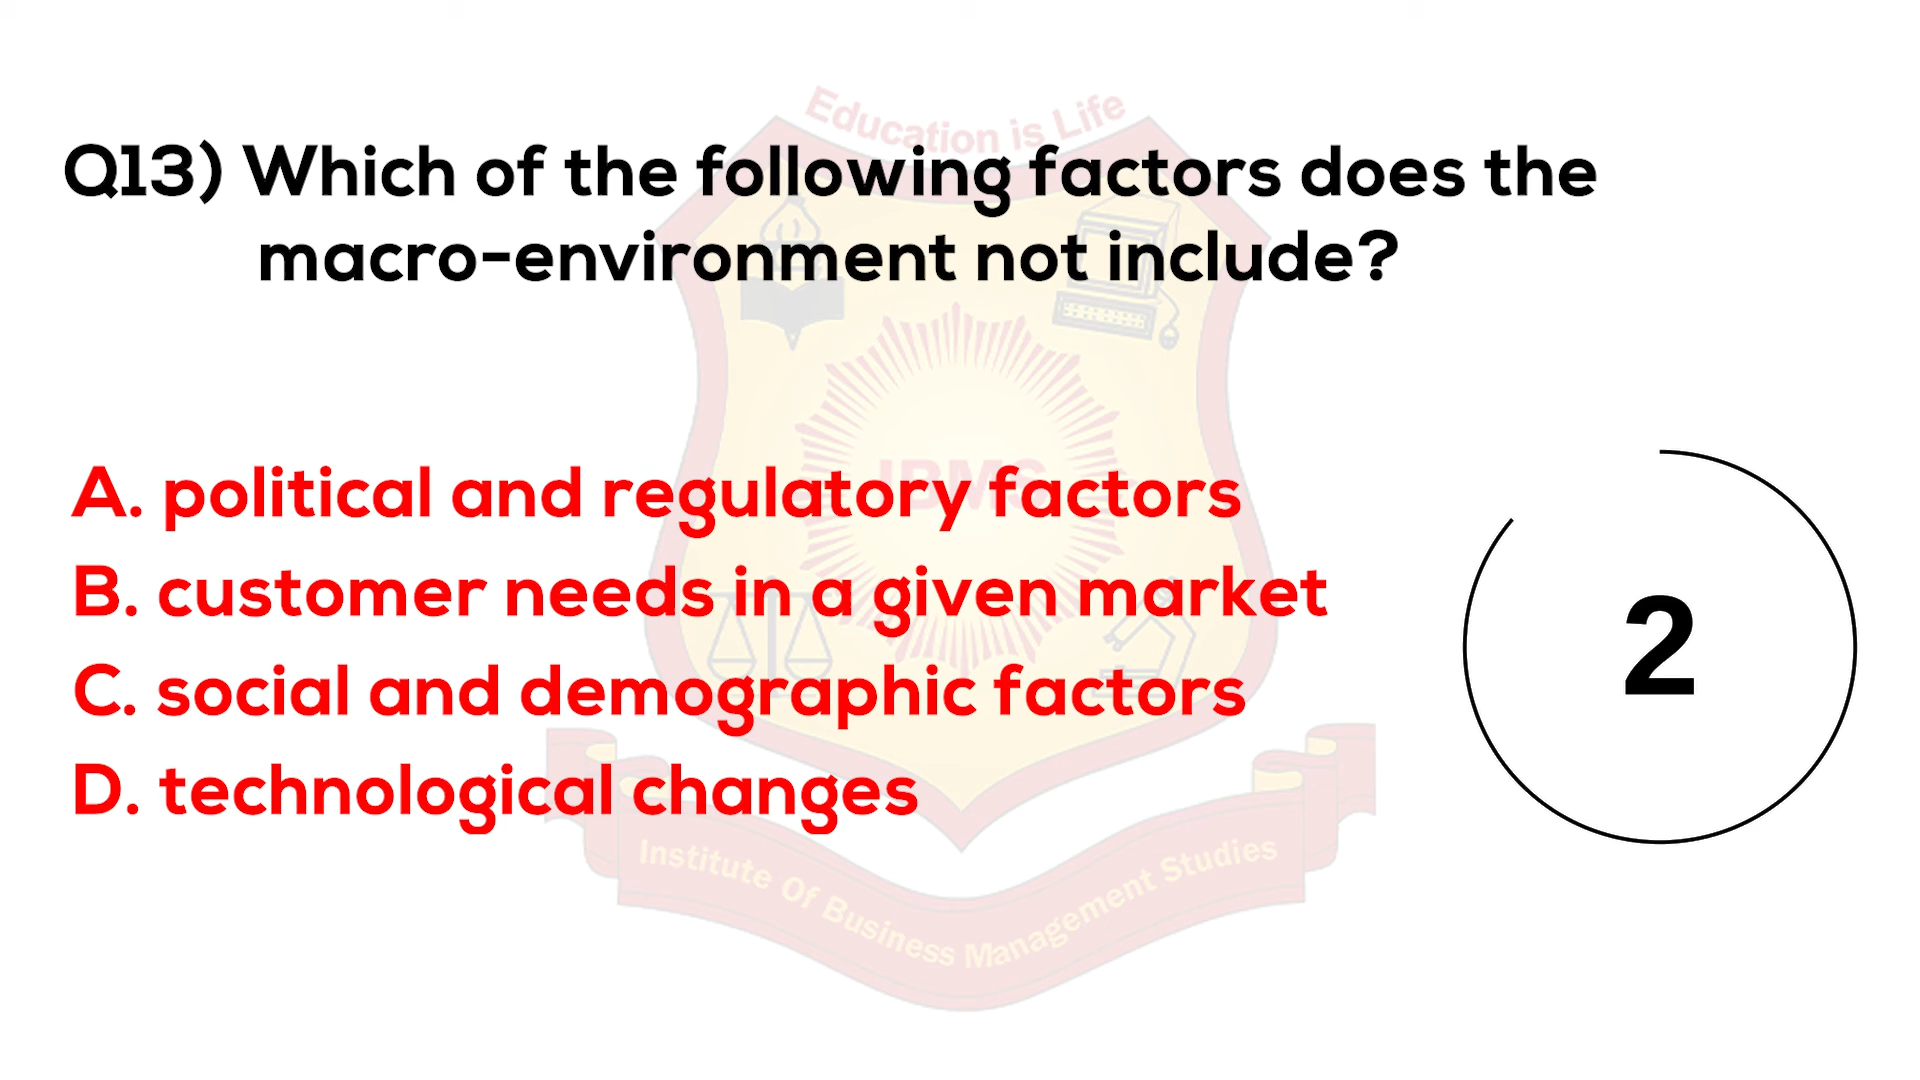 Education is Life
Q13) Which of the following factors does the
macro-environment not include?
IBMS
A. political and regulatory factors
B. customer needs in a given market
C. social and demographic factors
D. technological changes
2
Institute Of Business Management Studies